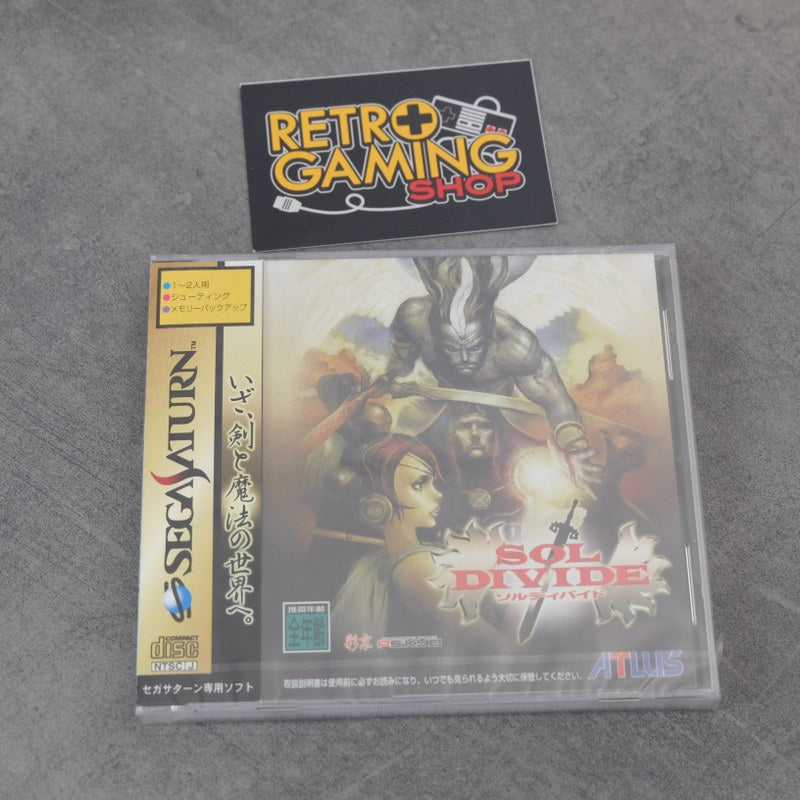 RETRO
GAMING
SHOP
●1〜2人用
●シューティング
●メモリーバックアップ
SEGA SATURN™
いざ、剣と魔法の世界へ。
COMPACT
disc
NTSC J
セガサターン専用ソフト
SOL
DIVIDE
ソルディバイド
推奨年齢
全年齢
彩京 PSIKYO
ATLUS
取扱説明書は使用前に必ずお読みになり、いつでも見られるよう大切に保管してください。